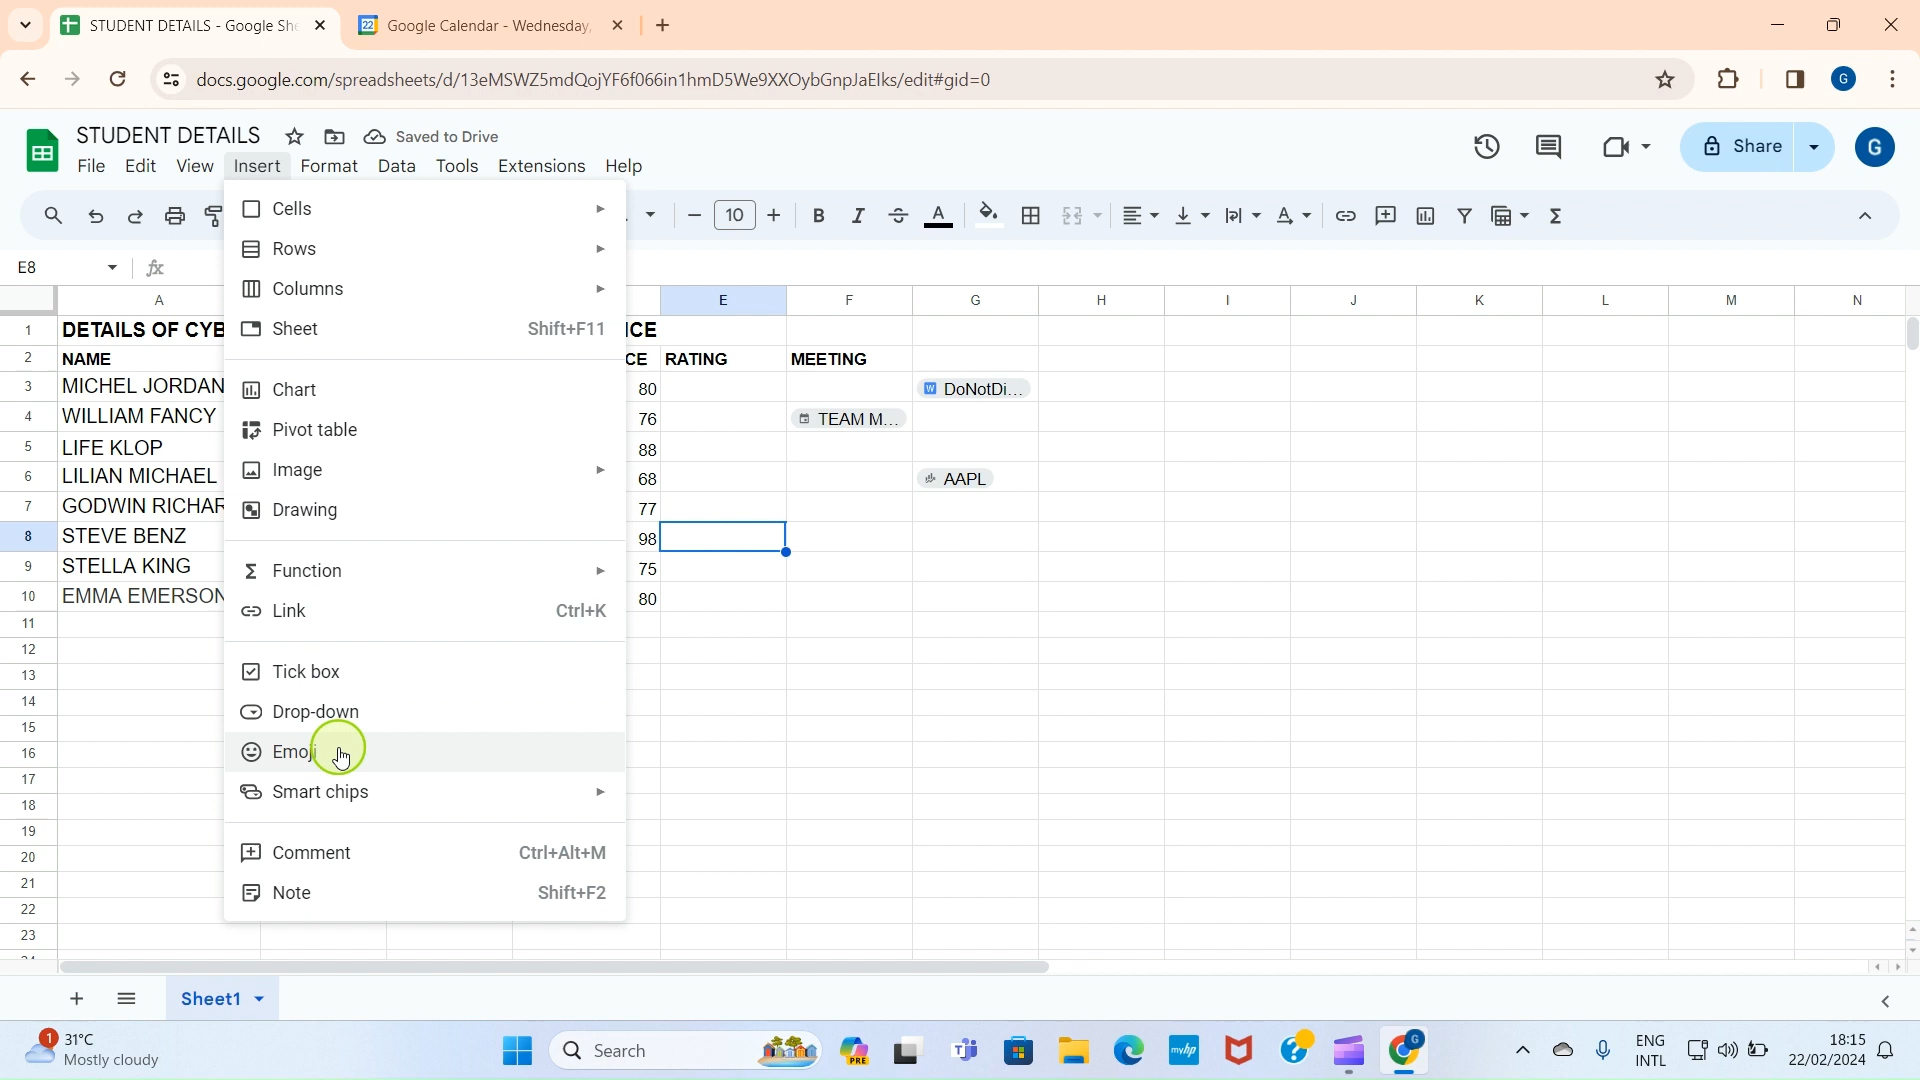 STUDENT DETAILS - Google She
Google Calendar - Wednesday,
docs.google.com/spreadsheets/d/13eMSWZ5mdQojYF6f066in1hmD5We9XXOybGnpJaElks/edit#gid=0
G
STUDENT DETAILS
Saved to Drive
File Edit View Insert Format Data Tools Extensions Help
Share
G
10
B I S A
E8
fx
A E F G H I J K L M N
1 DETAILS OF CYB ICE
2 NAME CE RATING MEETING
3 MICHEL JORDAN 80 DoNotDi...
4 WILLIAM FANCY 76 TEAM M...
5 LIFE KLOP 88
6 LILIAN MICHAEL 68 AAPL
7 GODWIN RICHAR 77
8 STEVE BENZ 98
9 STELLA KING 75
10 EMMA EMERSON 80
11
12
13
14
15
16
17
18
19
20
21
22
23
24
Cells
Rows
Columns
Sheet Shift+F11
Chart
Pivot table
Image
Drawing
Function
Link Ctrl+K
Tick box
Drop-down
Emoji
Smart chips
Comment Ctrl+Alt+M
Note Shift+F2
Sheet1
1 31°C
Mostly cloudy
Search
PRE
myhp
G
ENG
INTL
18:15
22/02/2024